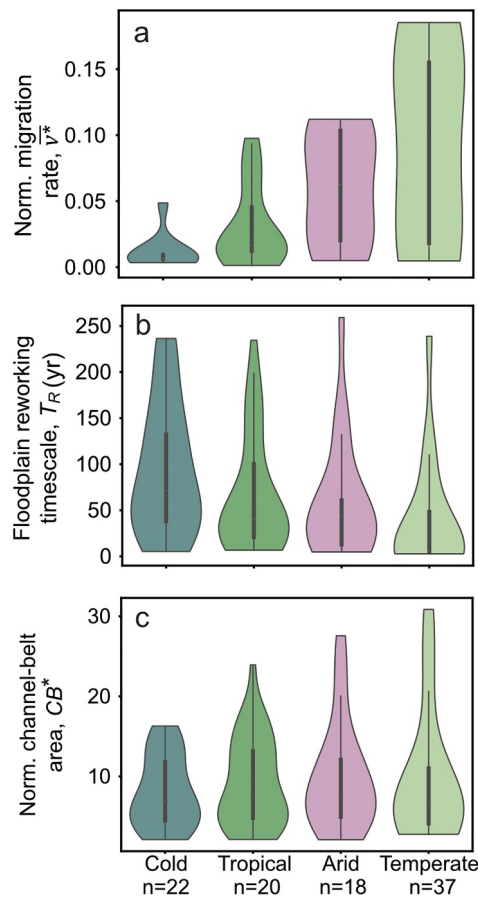 a
Norm. migration
rate, v̅*
0.15
0.10
0.05
0.00
b
Floodplain reworking
timescale, T_R (yr)
250
200
150
100
50
0
c
Norm. channel-belt
area, CB*
30
20
10
Cold Tropical Arid Temperate
n=22 n=20 n=18 n=37